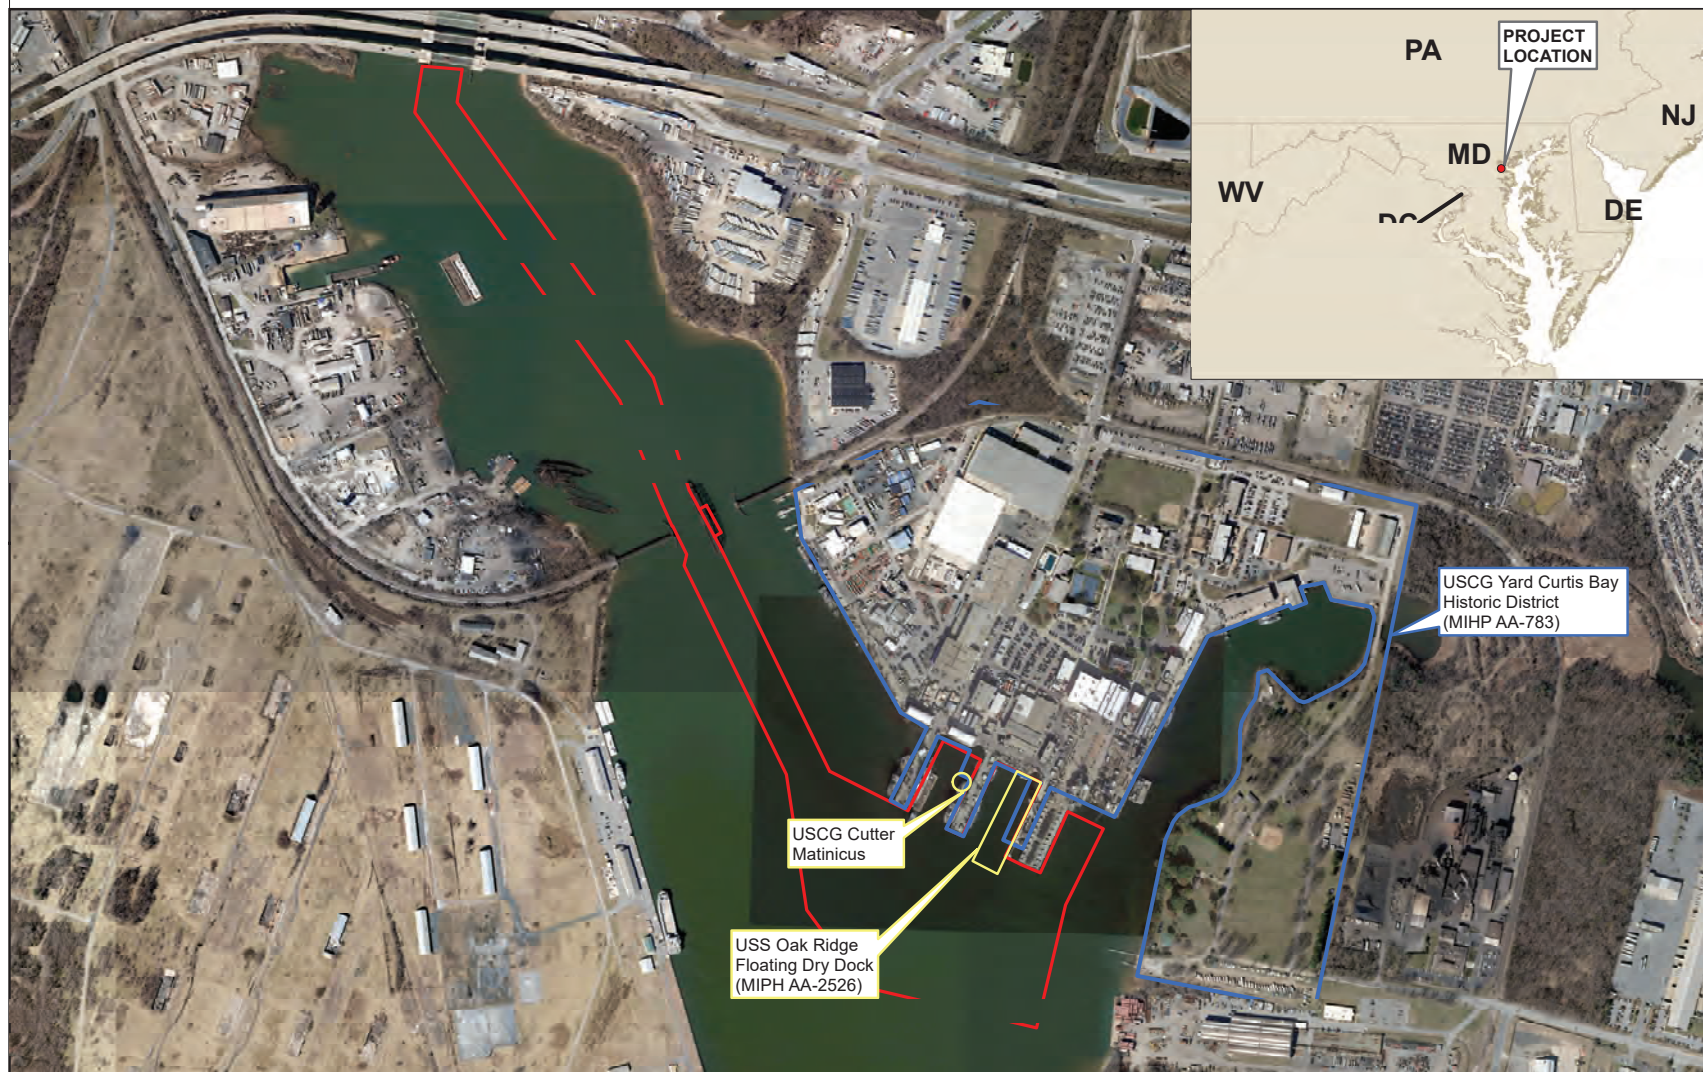 PROJECT
LOCATION
PA
NJ
MD
WV
DE
USCG Yard Curtis Bay
Historic District
(MIHP AA-783)
USCG Cutter
Matinicus
USS Oak Ridge
Floating Dry Dock
(MIPH AA-2526)